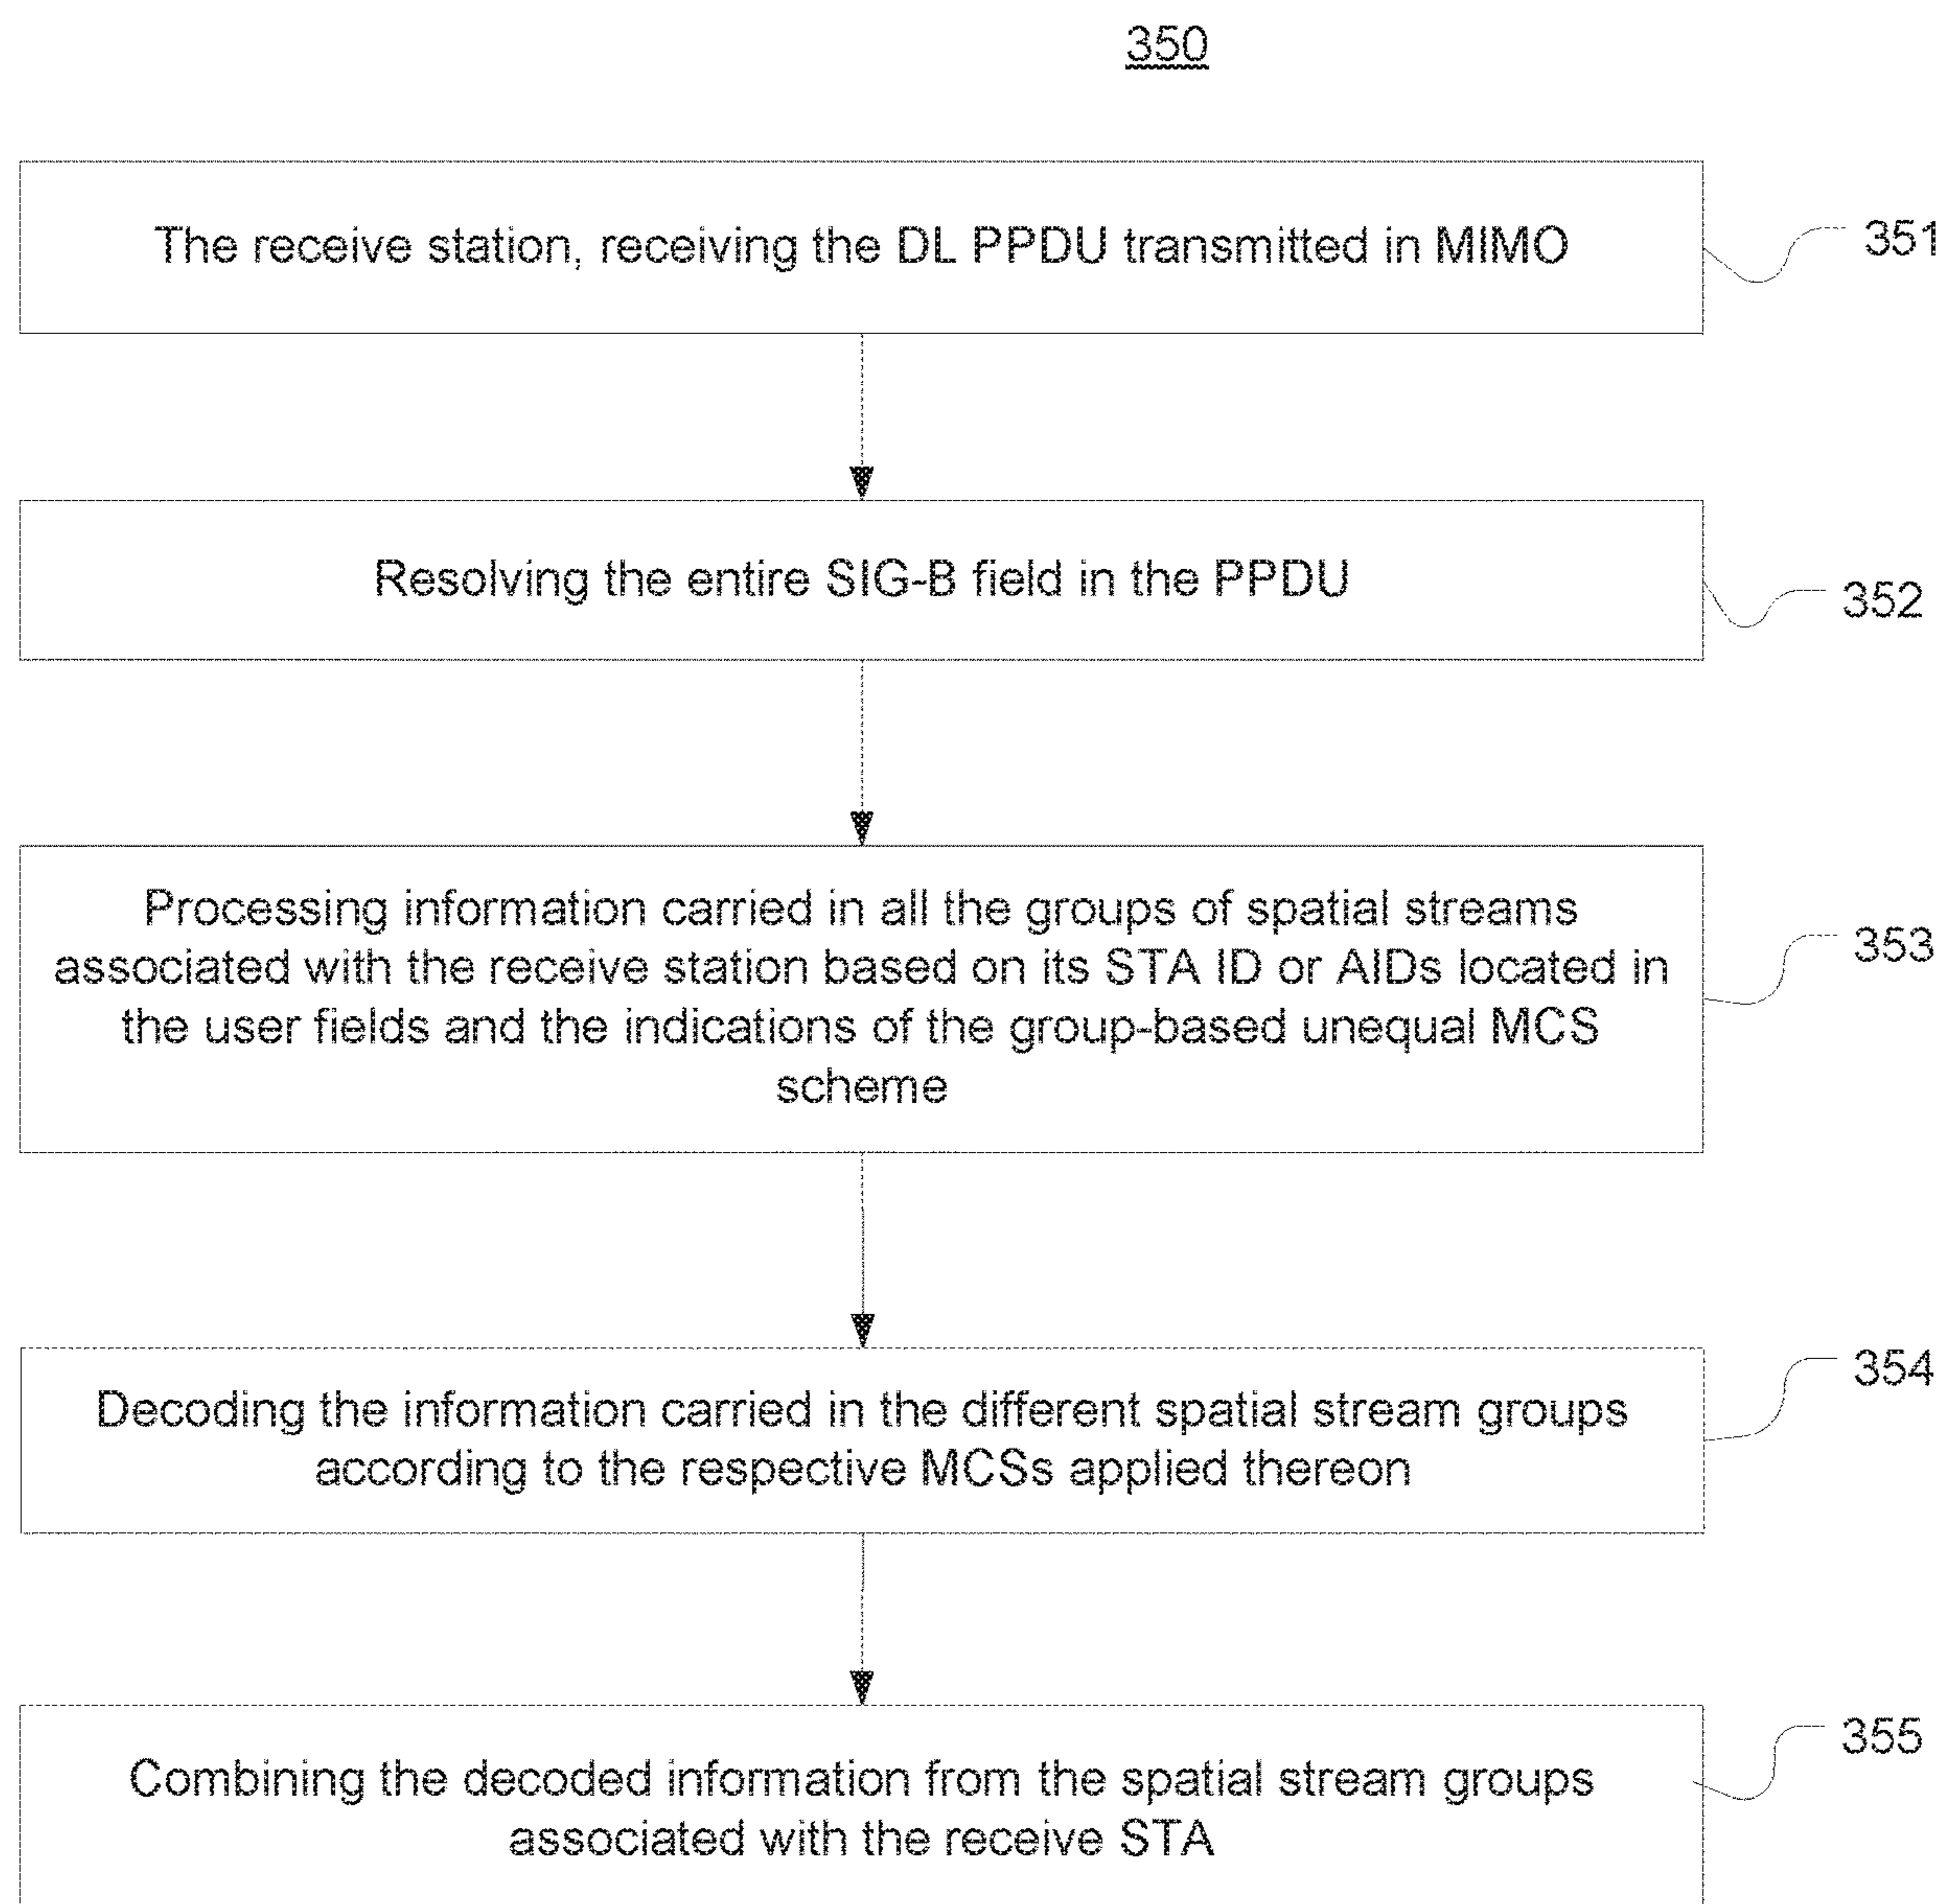 350
The receive station, receiving the DL PPDU transmitted in MIMO
351
Resolving the entire SIG-B field in the PPDU
352
Processing information carried in all the groups of spatial streams
associated with the receive station based on its STA ID or AIDs located in
the user fields and the indications of the group-based unequal MCS
scheme
353
Decoding the information carried in the different spatial stream groups
according to the respective MCSs applied thereon
354
Combining the decoded information from the spatial stream groups
associated with the receive STA
355